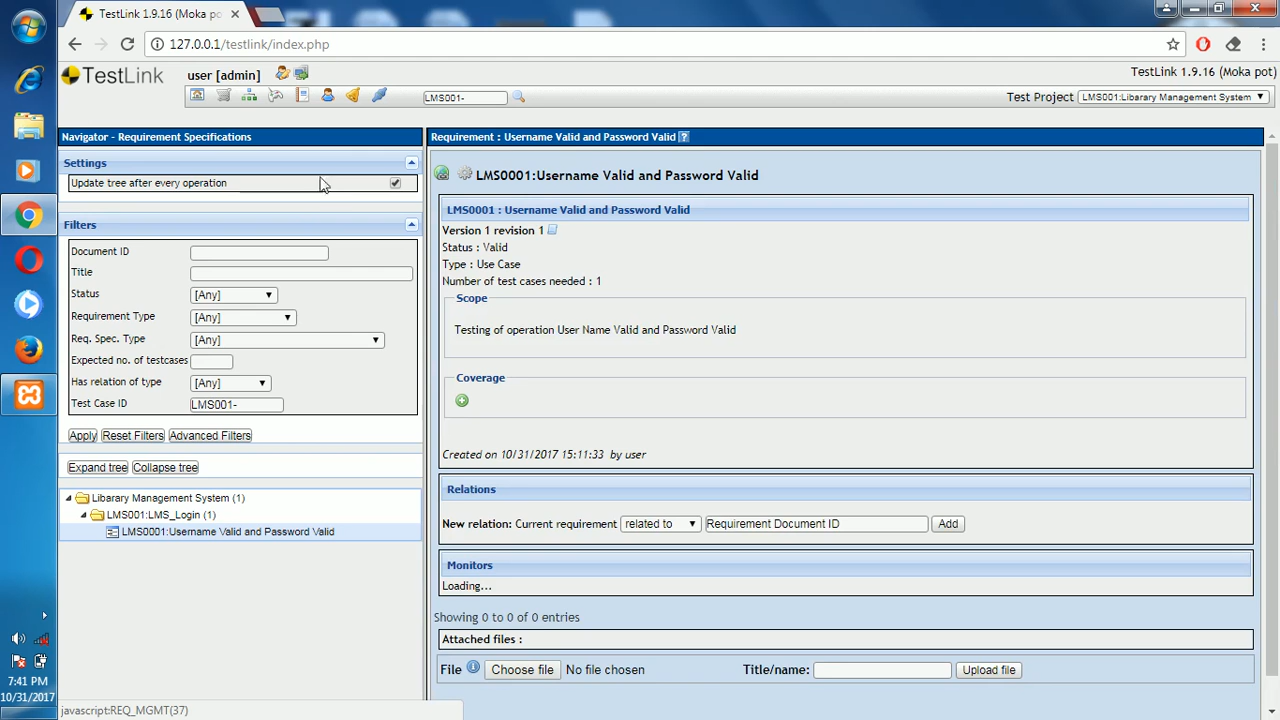 TestLink 1.9.16 (Moka po
127.0.0.1/testlink/index.php
TestLink
user [admin]
TestLink 1.9.16 (Moka pot)
LMS001-
Test Project
LMS001:Libarary Management System
Navigator - Requirement Specifications
Requirement : Username Valid and Password Valid ?
Settings
Update tree after every operation
Filters
Document ID
Title
Status [Any]
Requirement Type [Any]
Req. Spec. Type [Any]
Expected no. of testcases
Has relation of type [Any]
Test Case ID LMS001-
Apply Reset Filters Advanced Filters
Expand tree Collapse tree
Libarary Management System (1)
LMS001:LMS_Login (1)
LMS0001:Username Valid and Password Valid
LMS0001:Username Valid and Password Valid
LMS0001 : Username Valid and Password Valid
Version 1 revision 1
Status : Valid
Type : Use Case
Number of test cases needed : 1
Scope
Testing of operation User Name Valid and Password Valid
Coverage
Created on 10/31/2017 15:11:33 by user
Relations
New relation: Current requirement related to Requirement Document ID Add
Monitors
Loading...
Showing 0 to 0 of 0 entries
Attached files :
File Choose file No file chosen Title/name: Upload file
7:41 PM
10/31/2017
javascript:REQ_MGMT(37)